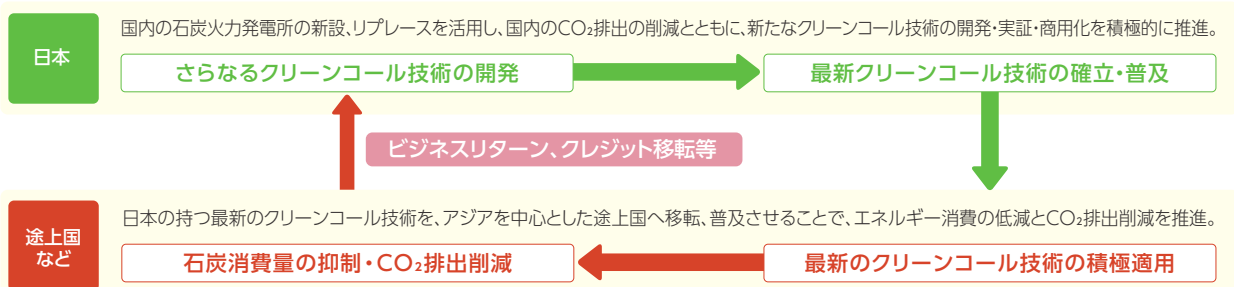 日本
国内の石炭火力発電所の新設、リプレースを活用し、国内のCO₂排出の削減とともに、新たなクリーンコール技術の開発・実証・商用化を積極的に推進。
さらなるクリーンコール技術の開発
最新クリーンコール技術の確立・普及
ビジネスリターン、クレジット移転等
途上国
など
日本の持つ最新のクリーンコール技術を、アジアを中心とした途上国へ移転、普及させることで、エネルギー消費の低減とCO₂排出削減を推進。
石炭消費量の抑制・CO₂排出削減
最新のクリーンコール技術の積極適用